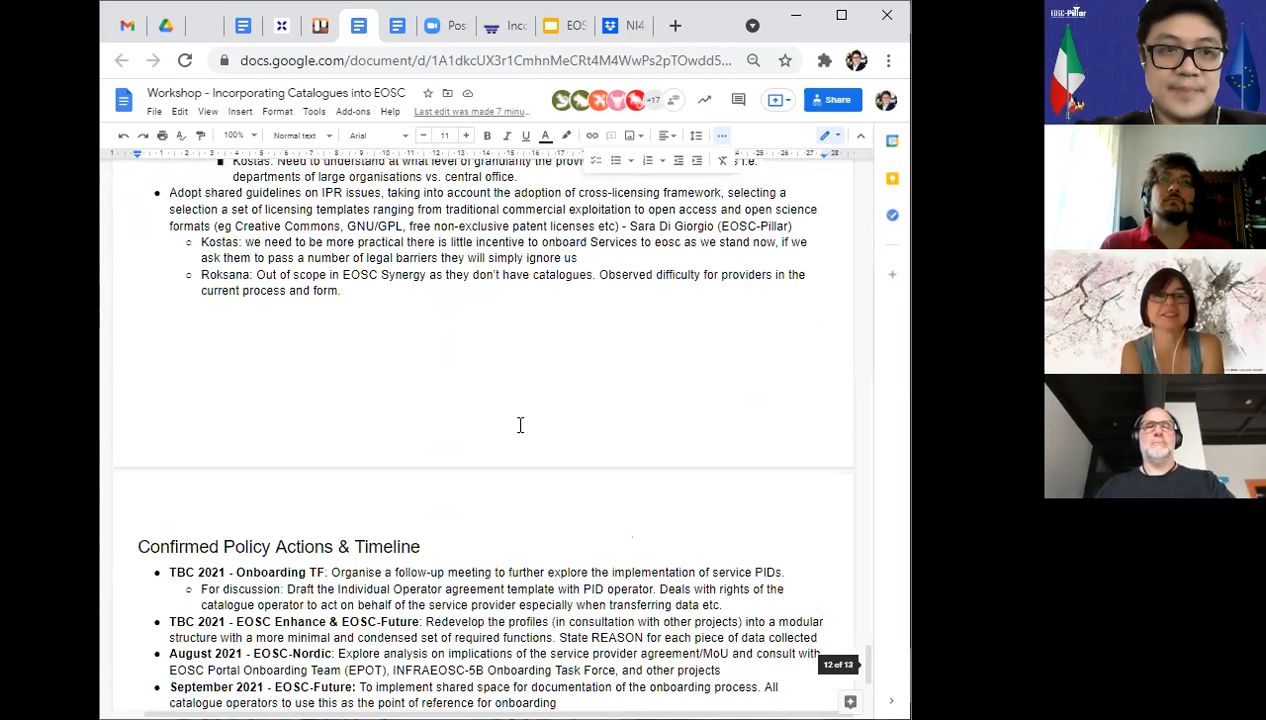 Pos
Inco
EOS
NI4
docs.google.com/document/d/1A1dkcUX3r1CmhnMeCRt4M4WwPs2pTOwdd5...
Workshop - Incorporating Catalogues into EOSC
File Edit View Insert Format Tools Add-ons Help Last edit was made 7 minu...
+17
Share
100% Normal text Arial 11 B I U A
departments of large organisations vs. central office.
Adopt shared guidelines on IPR issues, taking into account the adoption of cross-licensing framework, selecting a
selection a set of licensing templates ranging from traditional commercial exploitation to open access and open science
formats (eg Creative Commons, GNU/GPL, free non-exclusive patent licenses etc) - Sara Di Giorgio (EOSC-Pillar)
Kostas: we need to be more practical there is little incentive to onboard Services to eosc as we stand now, if we
ask them to pass a number of legal barriers they will simply ignore us
Roksana: Out of scope in EOSC Synergy as they don't have catalogues. Observed difficulty for providers in the
current process and form.
Confirmed Policy Actions & Timeline
TBC 2021 - Onboarding TF: Organise a follow-up meeting to further explore the implementation of service PIDs.
For discussion: Draft the Individual Operator agreement template with PID operator. Deals with rights of the
catalogue operator to act on behalf of the service provider especially when transferring data etc.
TBC 2021 - EOSC Enhance & EOSC-Future: Redevelop the profiles (in consultation with other projects) into a modular
structure with a more minimal and condensed set of required functions. State REASON for each piece of data collected
August 2021 - EOSC-Nordic: Explore analysis on implications of the service provider agreement/MoU and consult with
EOSC Portal Onboarding Team (EPOT), INFRAEOSC-5B Onboarding Task Force, and other projects
12 of 13
September 2021 - EOSC-Future: To implement shared space for documentation of the onboarding process. All
catalogue operators to use this as the point of reference for onboarding
EOSC-Pillar